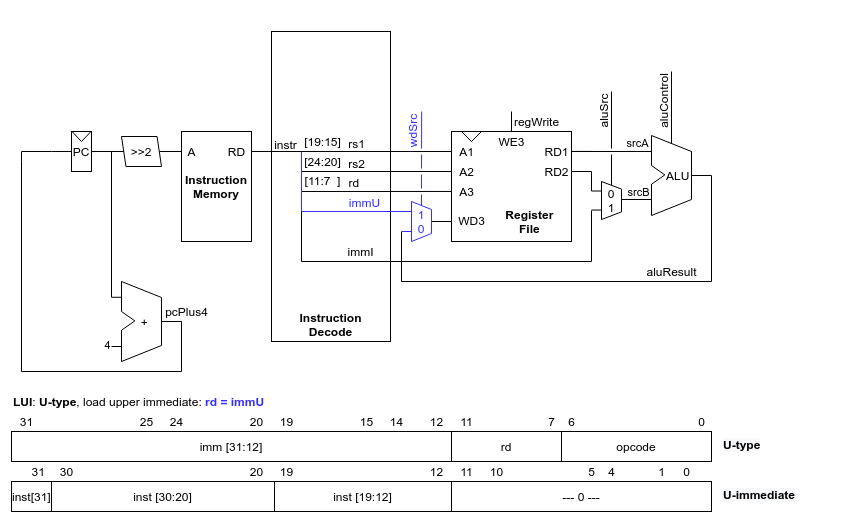 aluControl
aluSrc
wdSrc
regWrite
instr [19:15] rs1
WE3
srcA
PC
>>2
A RD
A1 RD1
[24:20] rs2
A2 RD2
ALU
Instruction
Memory
[11:7 ] rd
A3
0
srcB
immU
1
1
Register
File
WD3
0
immI
aluResult
pcPlus4
+
4
Instruction
Decode
LUI: U-type, load upper immediate: rd = immU
31 25 24 20 19 15 14 12 11 7 6 0
imm [31:12] rd opcode U-type
31 30 20 19 12 11 10 5 4 1 0
inst[31] inst [30:20] inst [19:12] --- 0 --- U-immediate